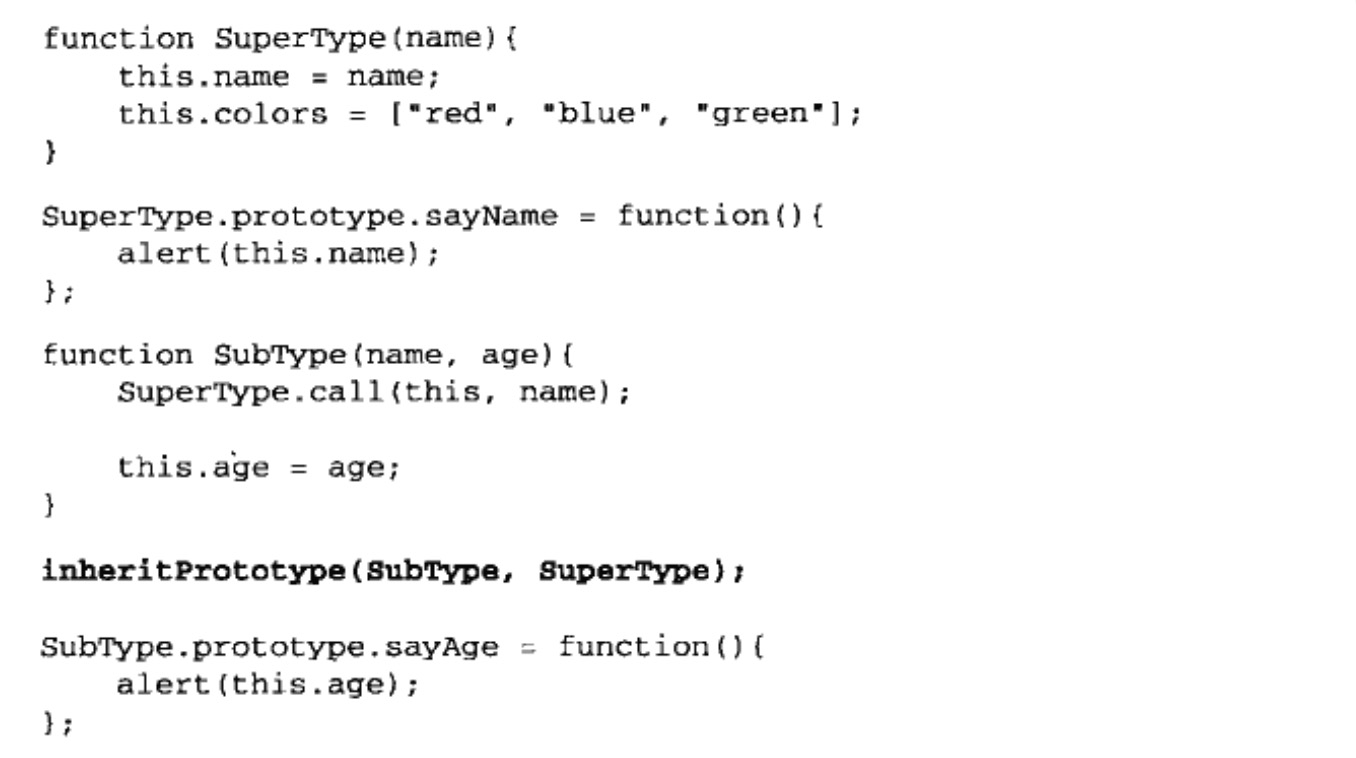 function SuperType(name){
    this.name = name;
    this.colors = ["red", "blue", "green"];
}
SuperType.prototype.sayName = function(){
    alert(this.name);
};
function SubType(name, age){
    SuperType.call(this, name);
    this.age = age;
}
inheritPrototype(SubType, SuperType);
SubType.prototype.sayAge = function(){
    alert(this.age);
};